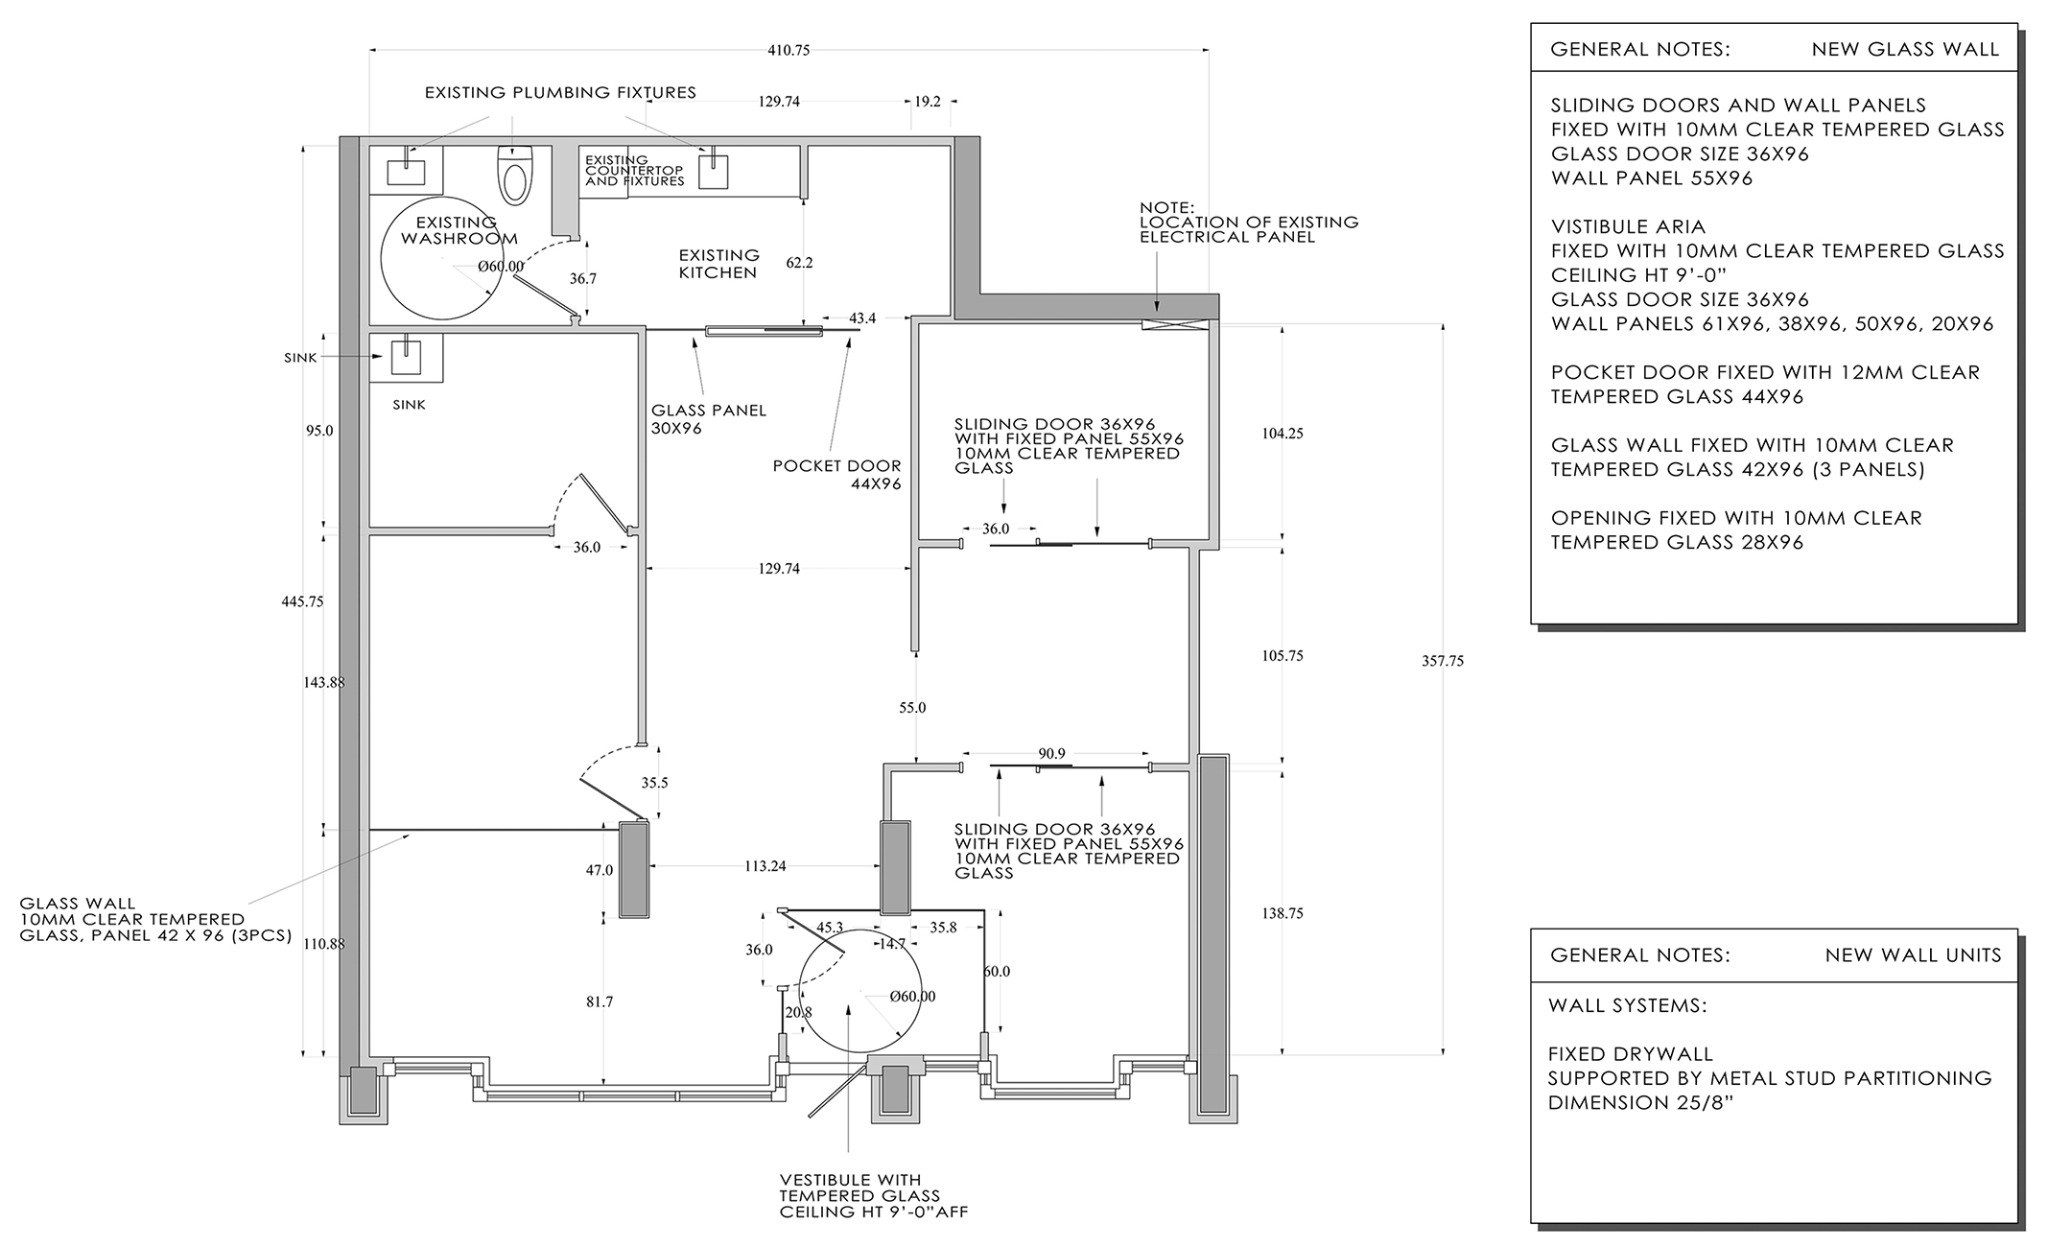 410.75
EXISTING PLUMBING FIXTURES
129.74
19.2
EXISTING
COUNTERTOP
AND FIXTURES
EXISTING
WASHROOM
Ø60.00
36.7
EXISTING
KITCHEN
62.2
43.4
NOTE:
LOCATION OF EXISTING
ELECTRICAL PANEL
SINK
SINK
GLASS PANEL
30X96
POCKET DOOR
44X96
SLIDING DOOR 36X96
WITH FIXED PANEL 55X96
10MM CLEAR TEMPERED
GLASS
95.0
104.25
36.0
36.0
129.74
445.75
143.88
105.75
357.75
55.0
90.9
35.5
SLIDING DOOR 36X96
WITH FIXED PANEL 55X96
10MM CLEAR TEMPERED
GLASS
47.0
113.24
GLASS WALL
10MM CLEAR TEMPERED
GLASS, PANEL 42 X 96 (3PCS)
110.88
138.75
45.3
35.8
14.7
36.0
60.0
Ø60.00
81.7
20.8
VESTIBULE WITH
TEMPERED GLASS
CEILING HT 9’-0”AFF
GENERAL NOTES: NEW GLASS WALL
SLIDING DOORS AND WALL PANELS
FIXED WITH 10MM CLEAR TEMPERED GLASS
GLASS DOOR SIZE 36X96
WALL PANEL 55X96
VISTIBULE ARIA
FIXED WITH 10MM CLEAR TEMPERED GLASS
CEILING HT 9’-0”
GLASS DOOR SIZE 36X96
WALL PANELS 61X96, 38X96, 50X96, 20X96
POCKET DOOR FIXED WITH 12MM CLEAR
TEMPERED GLASS 44X96
GLASS WALL FIXED WITH 10MM CLEAR
TEMPERED GLASS 42X96 (3 PANELS)
OPENING FIXED WITH 10MM CLEAR
TEMPERED GLASS 28X96
GENERAL NOTES: NEW WALL UNITS
WALL SYSTEMS:
FIXED DRYWALL
SUPPORTED BY METAL STUD PARTITIONING
DIMENSION 25/8”